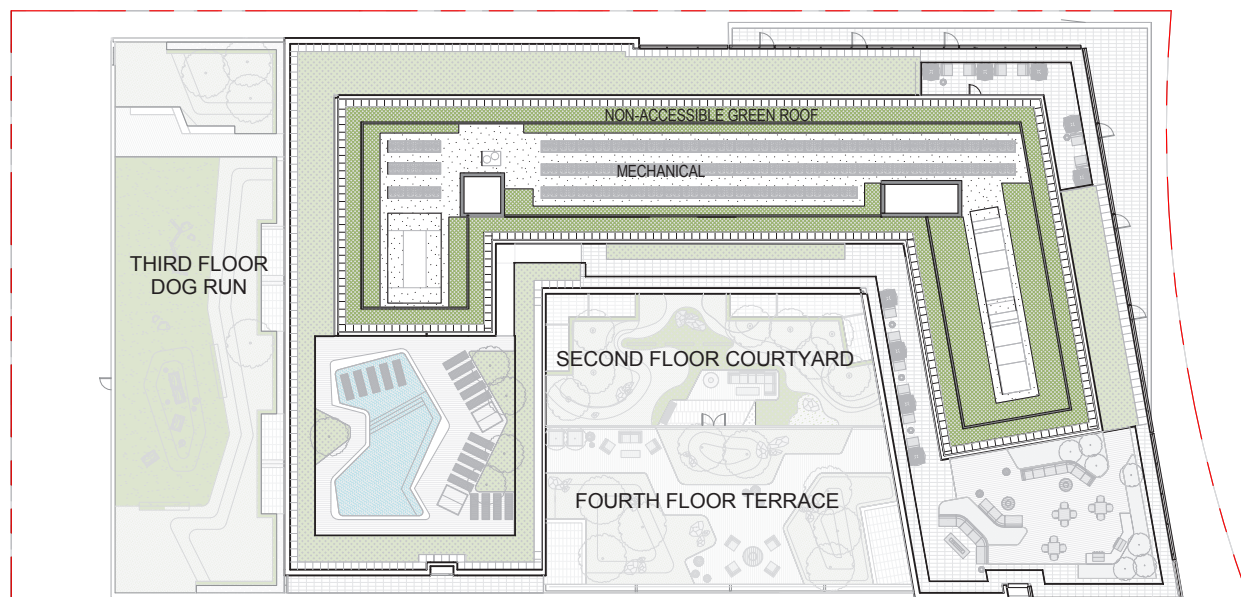 NON-ACCESSIBLE GREEN ROOF
MECHANICAL
THIRD FLOOR
DOG RUN
SECOND FLOOR COURTYARD
FOURTH FLOOR TERRACE